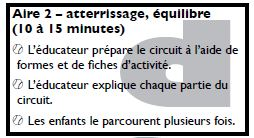 Aire 2 – atterrissage, équilibre
(10 à 15 minutes)
L'éducateur prépare le circuit à l'aide de
formes et de fiches d'activité.
L'éducateur explique chaque partie du
circuit.
Les enfants le parcourent plusieurs fois.